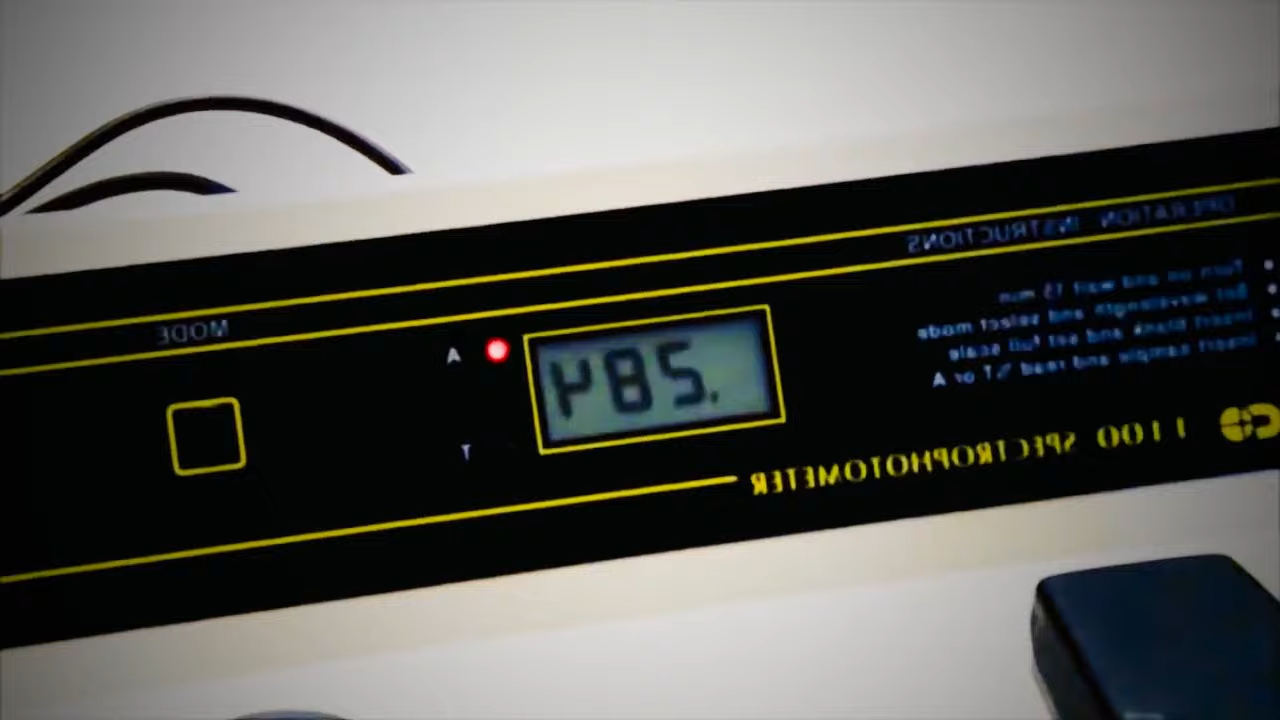 OPERATION INSTRUCTIONS
Turn on and wait 15 min
Set wavelength and select mode
Insert blank and set full scale
Insert sample and read %T or A
1100 SPECTROPHOTOMETER
.284
A
T
MODE